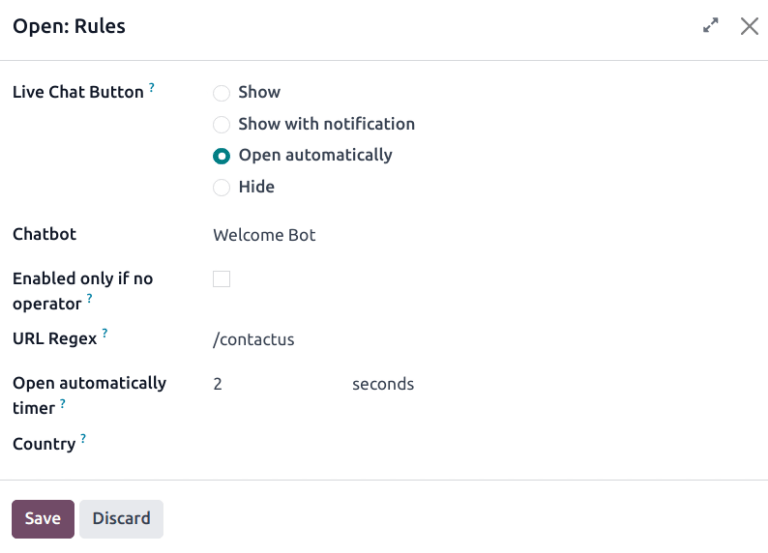 Open: Rules
Live Chat Button ?
Show
Show with notification
Open automatically
Hide
Chatbot Welcome Bot
Enabled only if no
operator ?
URL Regex ? /contactus
Open automatically 2 seconds
timer ?
Country ?
Save Discard